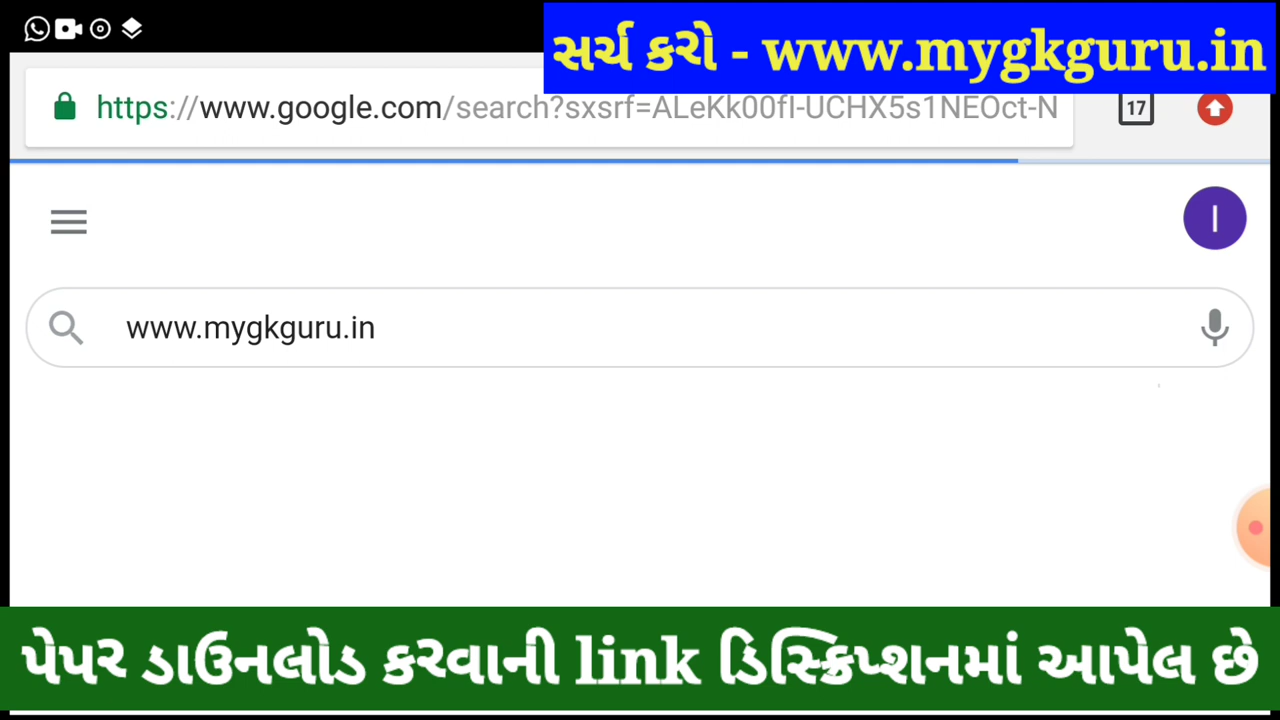 સર્ચ કરો - www.mygkguru.in
https://www.google.com/search?sxsrf=ALeKk00fI-UCHX5s1NEOct-N
17
I
www.mygkguru.in
પેપર ડાઉનલોડ કરવાની link ડિસ્ક્રિપ્શનમાં આપેલ છે